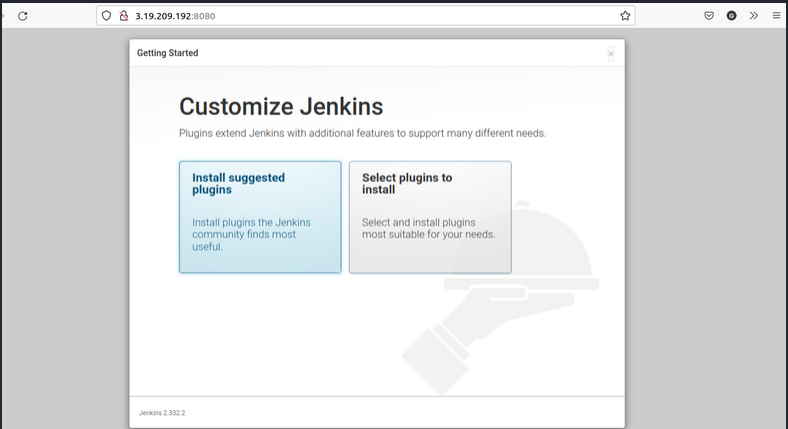 3.19.209.192:8080
Getting Started
×
Customize Jenkins
Plugins extend Jenkins with additional features to support many different needs.
Install suggested
plugins
Install plugins the Jenkins
community finds most
useful.
Select plugins to
install
Select and install plugins
most suitable for your needs.
Jenkins 2.332.2